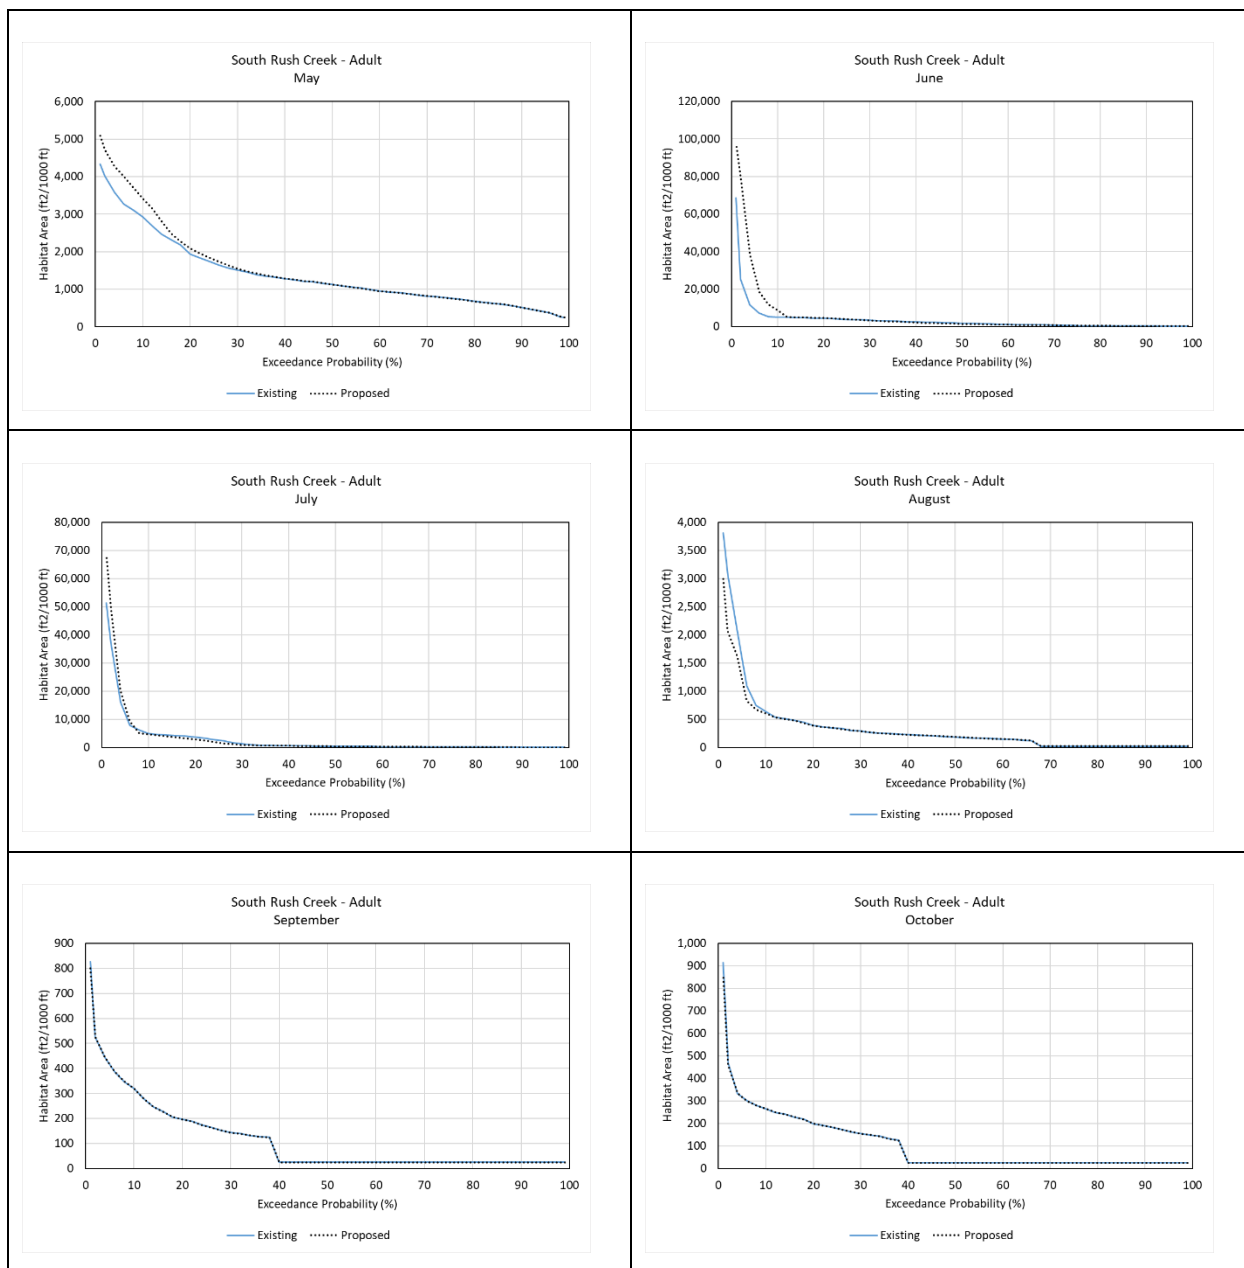 South Rush Creek - Adult
May
Habitat Area (ft2/1000 ft)
6,000
5,000
4,000
3,000
2,000
1,000
0
0 10 20 30 40 50 60 70 80 90 100
Exceedance Probability (%)
Existing Proposed
South Rush Creek - Adult
June
Habitat Area (ft2/1000 ft)
120,000
100,000
80,000
60,000
40,000
20,000
0
0 10 20 30 40 50 60 70 80 90 100
Exceedance Probability (%)
Existing Proposed
South Rush Creek - Adult
July
Habitat Area (ft2/1000 ft)
80,000
70,000
60,000
50,000
40,000
30,000
20,000
10,000
0
0 10 20 30 40 50 60 70 80 90 100
Exceedance Probability (%)
Existing Proposed
South Rush Creek - Adult
August
Habitat Area (ft2/1000 ft)
4,000
3,500
3,000
2,500
2,000
1,500
1,000
500
0
0 10 20 30 40 50 60 70 80 90 100
Exceedance Probability (%)
Existing Proposed
South Rush Creek - Adult
September
Habitat Area (ft2/1000 ft)
900
800
700
600
500
400
300
200
100
0
0 10 20 30 40 50 60 70 80 90 100
Exceedance Probability (%)
Existing Proposed
South Rush Creek - Adult
October
Habitat Area (ft2/1000 ft)
1,000
900
800
700
600
500
400
300
200
100
0
0 10 20 30 40 50 60 70 80 90 100
Exceedance Probability (%)
Existing Proposed